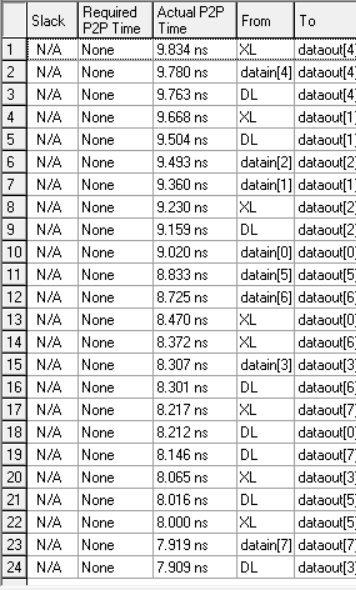 Slack Required P2P Time Actual P2P Time From To
1 N/A None 9.834 ns XL dataout[4]
2 N/A None 9.780 ns datain[4] dataout[4]
3 N/A None 9.763 ns DL dataout[4]
4 N/A None 9.668 ns XL dataout[1]
5 N/A None 9.504 ns DL dataout[1]
6 N/A None 9.493 ns datain[2] dataout[2]
7 N/A None 9.360 ns datain[1] dataout[1]
8 N/A None 9.230 ns XL dataout[2]
9 N/A None 9.159 ns DL dataout[2]
10 N/A None 9.020 ns datain[0] dataout[0]
11 N/A None 8.833 ns datain[5] dataout[5]
12 N/A None 8.725 ns datain[6] dataout[6]
13 N/A None 8.470 ns XL dataout[0]
14 N/A None 8.372 ns XL dataout[6]
15 N/A None 8.307 ns datain[3] dataout[3]
16 N/A None 8.301 ns DL dataout[6]
17 N/A None 8.217 ns XL dataout[7]
18 N/A None 8.212 ns DL dataout[0]
19 N/A None 8.146 ns DL dataout[7]
20 N/A None 8.065 ns XL dataout[3]
21 N/A None 8.016 ns DL dataout[5]
22 N/A None 8.000 ns XL dataout[5]
23 N/A None 7.919 ns datain[7] dataout[7]
24 N/A None 7.909 ns DL dataout[3]